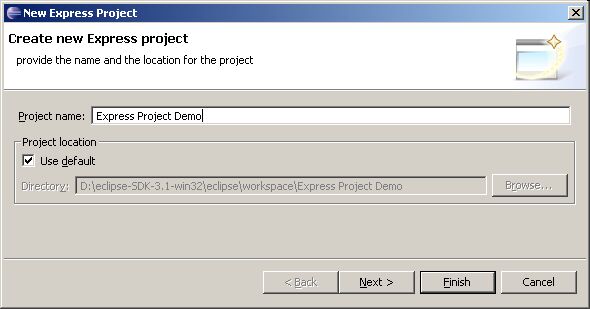 New Express Project
Create new Express project
provide the name and the location for the project
Project name: Express Project Demo
Project location
Use default
Directory: D:\eclipse-SDK-3.1-win32\eclipse\workspace\Express Project Demo Browse...
< Back Next > Finish Cancel